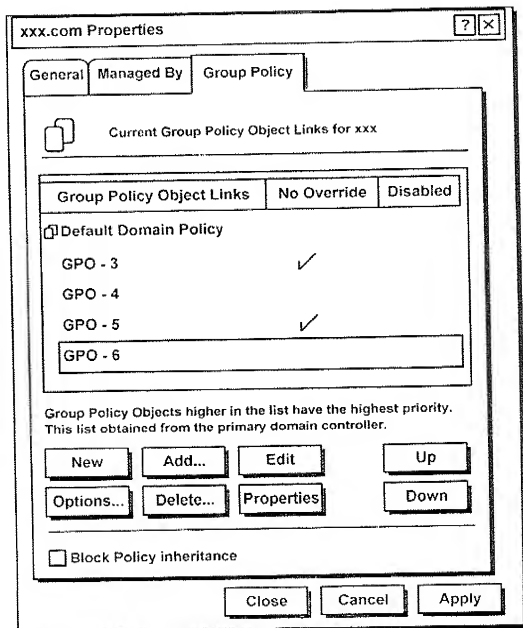 xxx.com Properties ? X
General Managed By Group Policy
Current Group Policy Object Links for xxx
Group Policy Object Links No Override Disabled
Default Domain Policy
GPO - 3 ✓
GPO - 4
GPO - 5 ✓
GPO - 6
Group Policy Objects higher in the list have the highest priority.
This list obtained from the primary domain controller.
New Add... Edit Up
Options... Delete... Properties Down
Block Policy inheritance
Close Cancel Apply